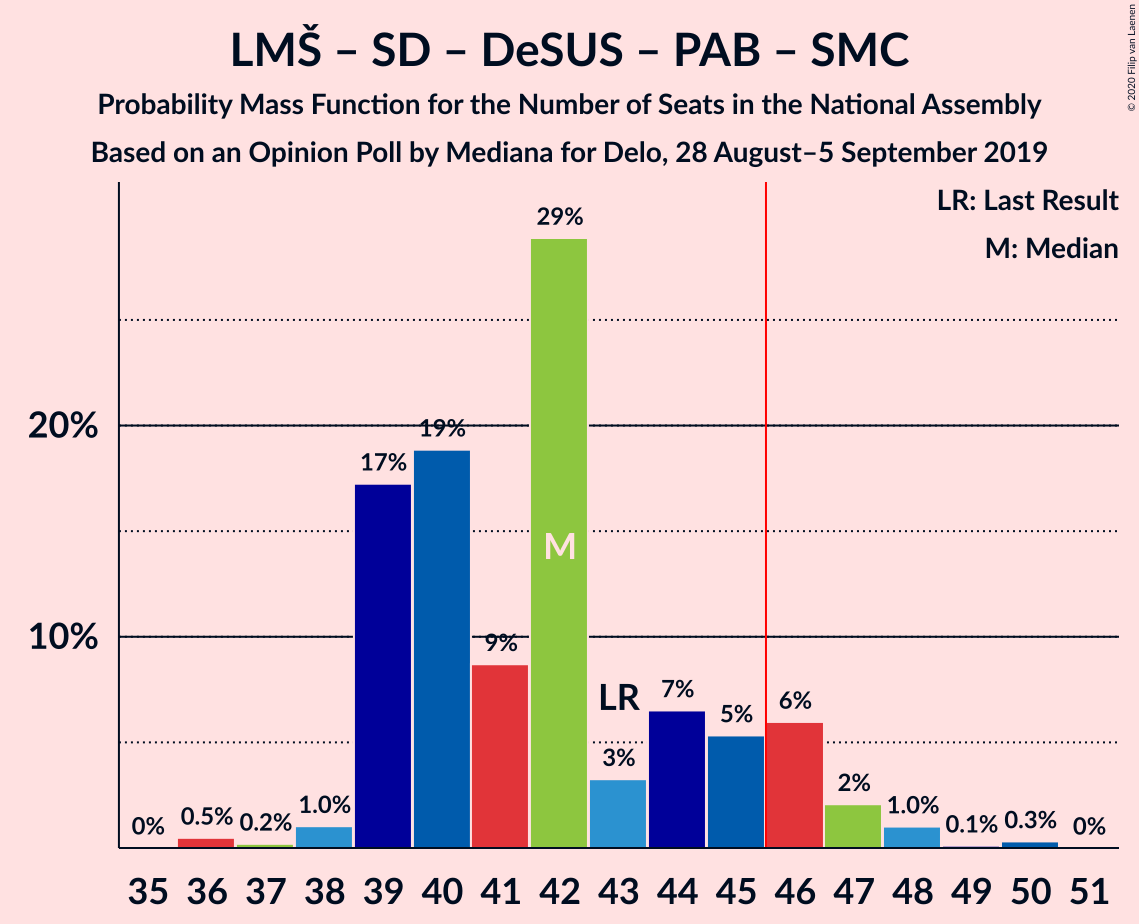 LMŠ – SD – DeSUS – PAB – SMC
Probability Mass Function for the Number of Seats in the National Assembly
Based on an Opinion Poll by Mediana for Delo, 28 August–5 September 2019
© 2020 Filip van Laenen
LR: Last Result
M: Median
20%
10%
0% 0.5% 0.2% 1.0% 17% 19% 9% 29% 3% 7% 5% 6% 2% 1.0% 0.1% 0.3% 0%
M
LR
35 36 37 38 39 40 41 42 43 44 45 46 47 48 49 50 51